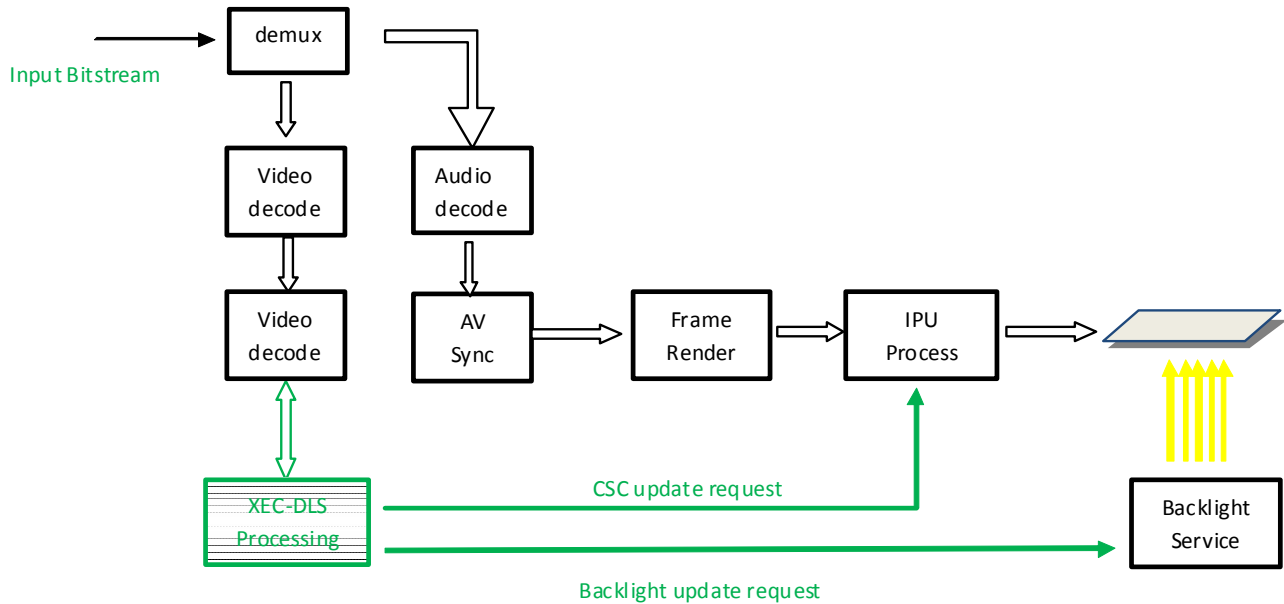 demux
Input Bitstream
Video
decode
Audio
decode
Video
decode
AV
Sync
Frame
Render
IPU
Process
XEC-DLS
Processing
CSC update request
Backlight
Service
Backlight update request